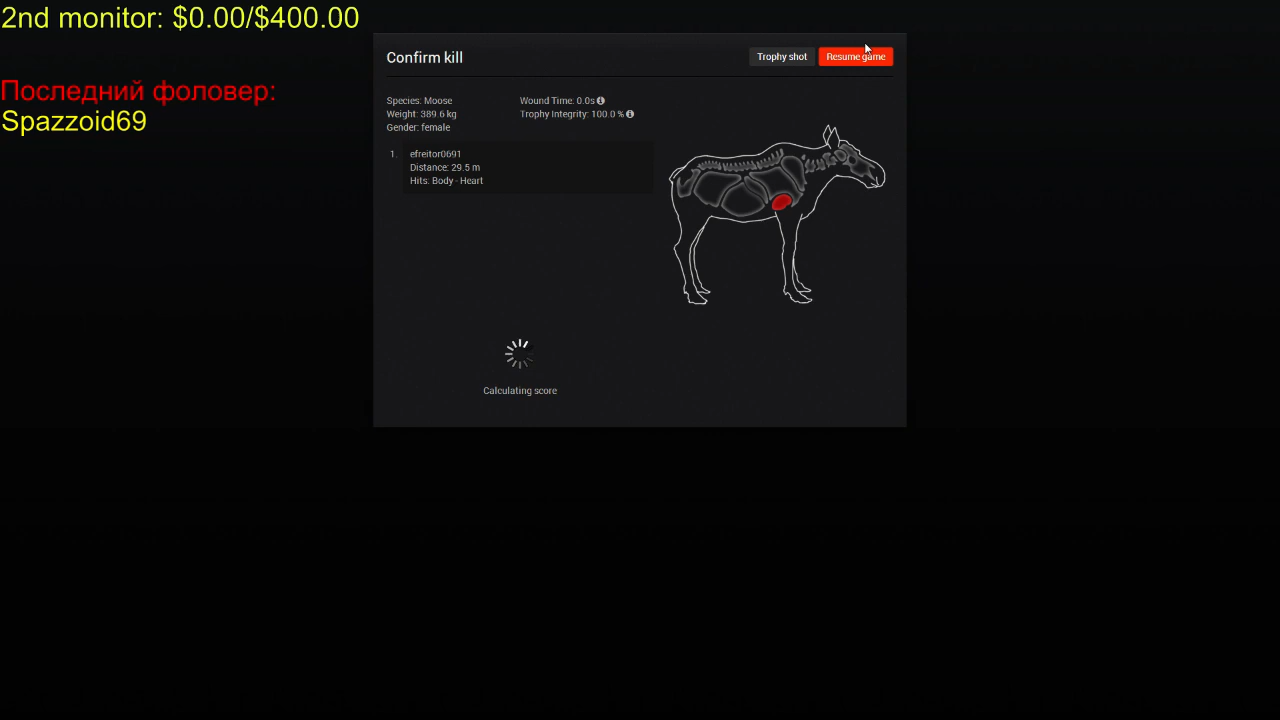 2nd monitor: $0.00/$400.00
Последний фоловер:
Spazzoid69
Confirm kill
Trophy shot
Resume game
Species: Moose
Weight: 389.6 kg
Gender: female
Wound Time: 0.0s
Trophy Integrity: 100.0 %
1.
efreitor0691
Distance: 29.5 m
Hits: Body - Heart
Calculating score